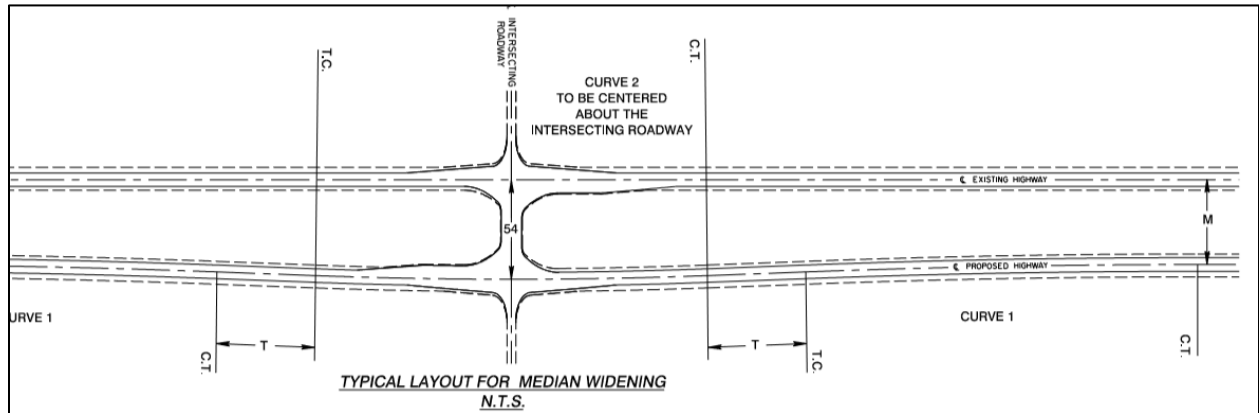 ℄ INTERSECTING
ROADWAY
T.C.
C.T.
CURVE 2
TO BE CENTERED
ABOUT THE
INTERSECTING ROADWAY
℄ EXISTING HIGHWAY
M
54
℄ PROPOSED HIGHWAY
URVE 1
CURVE 1
T
T
C.T.
T.C.
C.T.
TYPICAL LAYOUT FOR MEDIAN WIDENING
N.T.S.